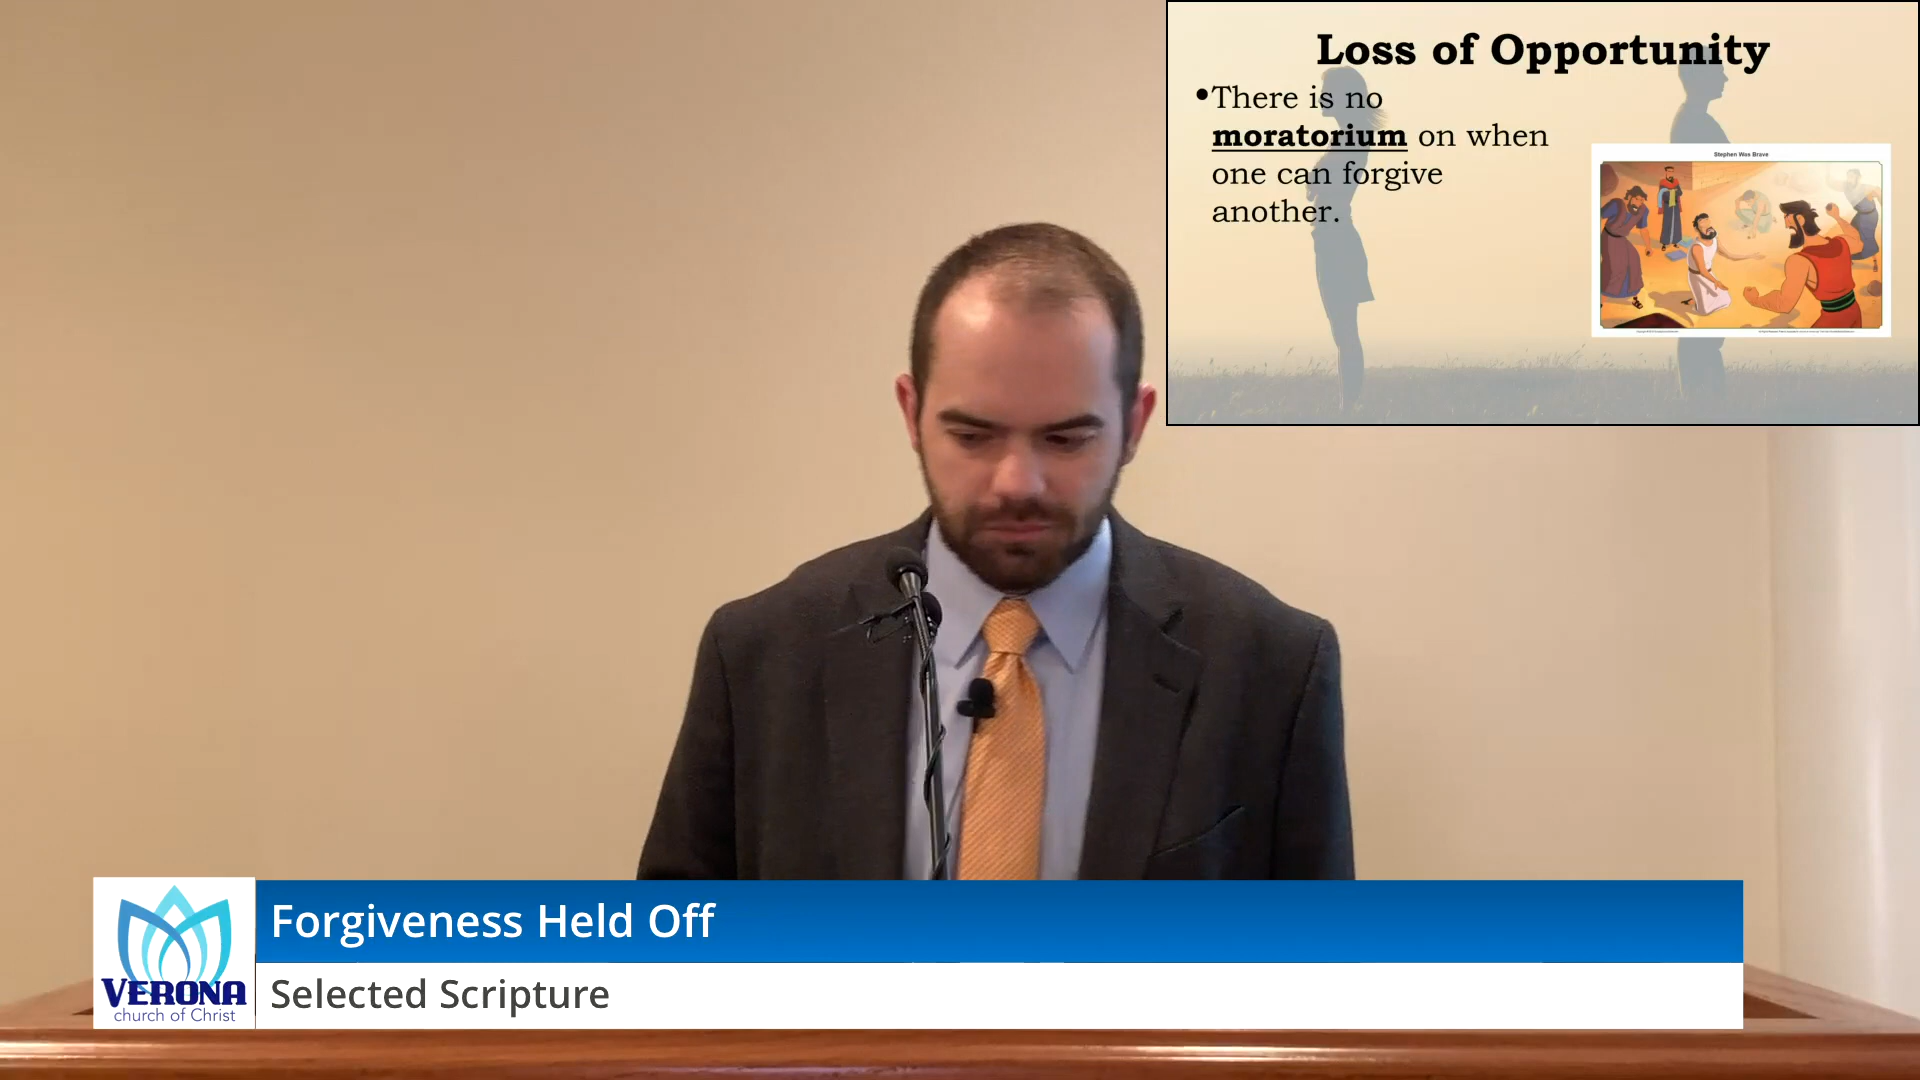 Loss of Opportunity
•There is no
moratorium on when
one can forgive
another.
Stephen Was Brave
Forgiveness Held Off
Selected Scripture
VERONA
church of Christ